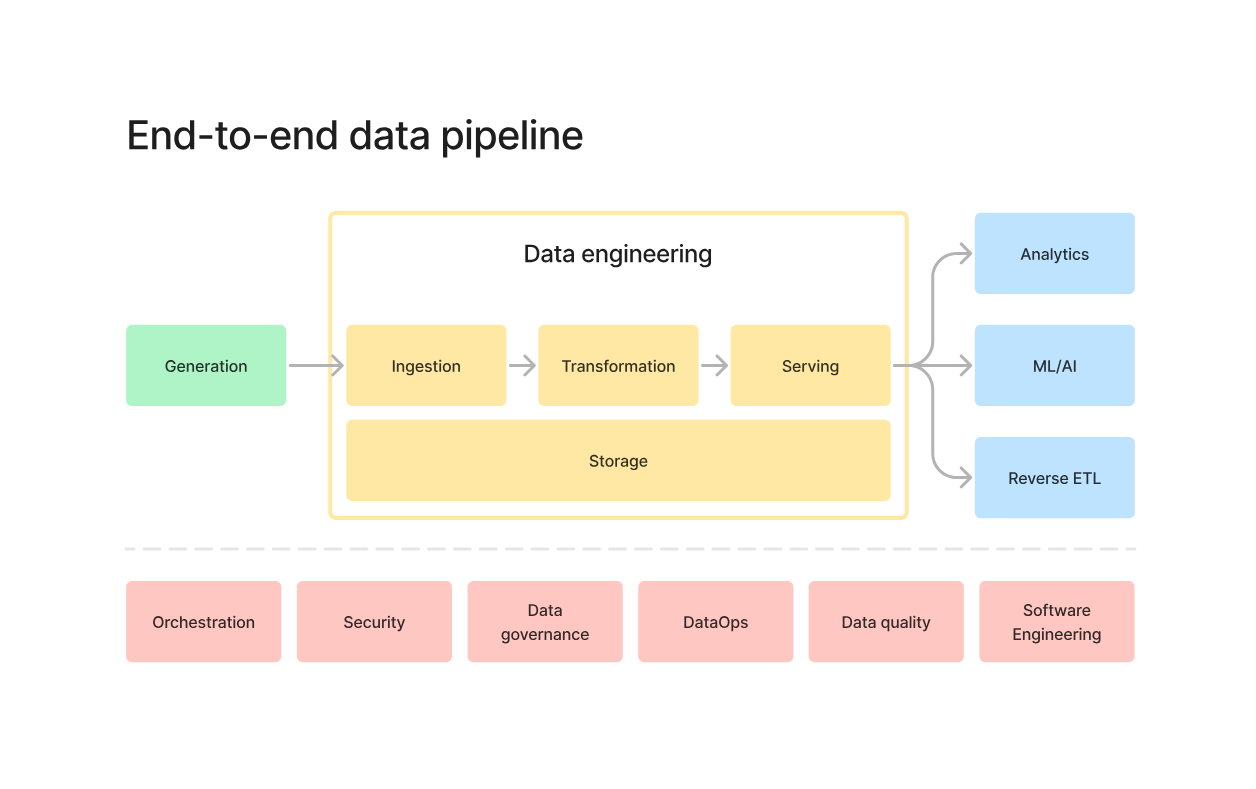 End-to-end data pipeline
Data engineering
Analytics
Generation
Ingestion
Transformation
Serving
ML/AI
Storage
Reverse ETL
Orchestration
Security
Data
governance
DataOps
Data quality
Software
Engineering